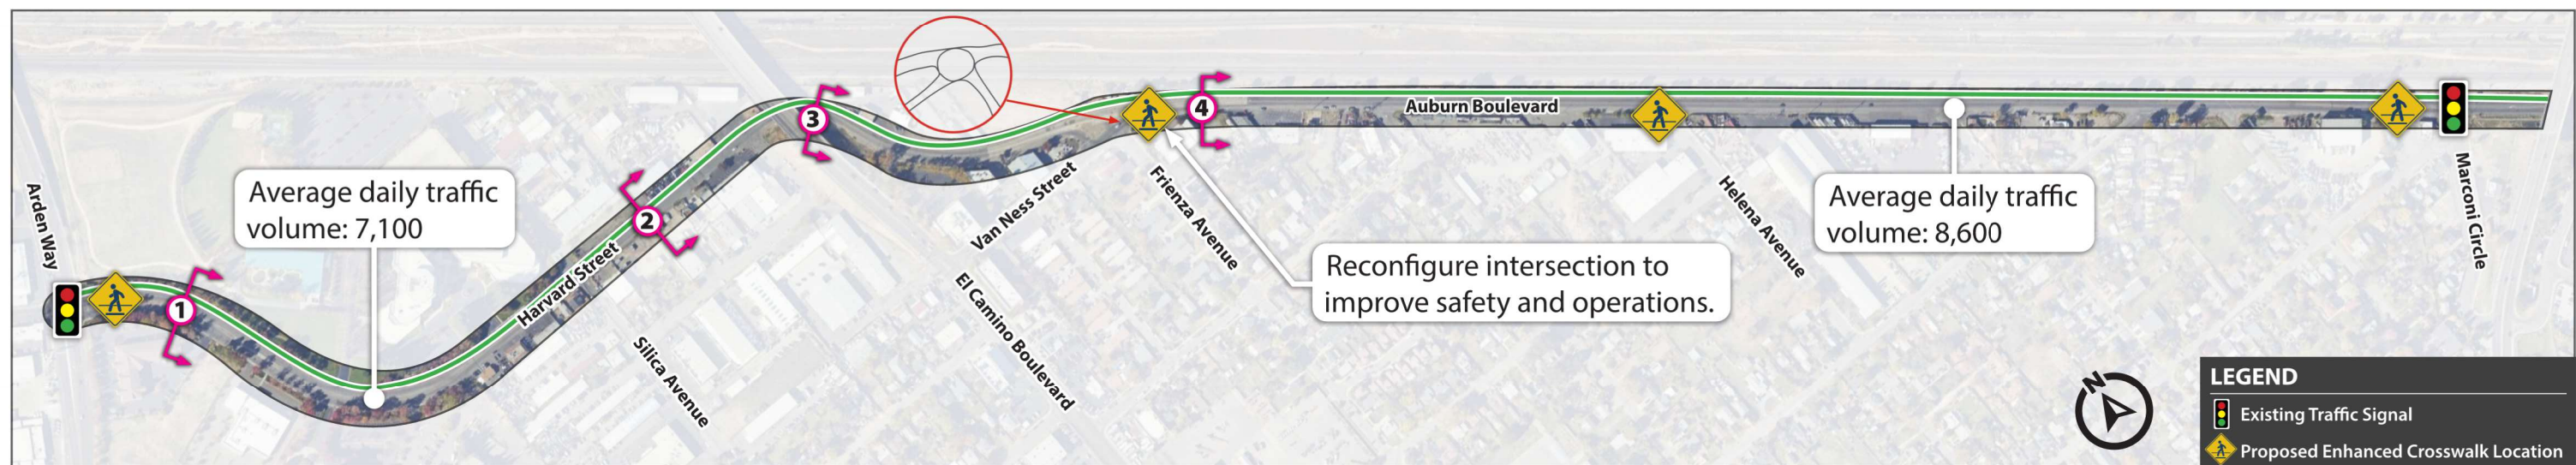 Arden Way
Average daily traffic
volume: 7,100
1
Harvard Street
2
Silica Avenue
3
Van Ness Street
El Camino Boulevard
Frienza Avenue
4
Auburn Boulevard
Reconfigure intersection to
improve safety and operations.
Helena Avenue
Average daily traffic
volume: 8,600
Marconi Circle
N
LEGEND
Existing Traffic Signal
Proposed Enhanced Crosswalk Location